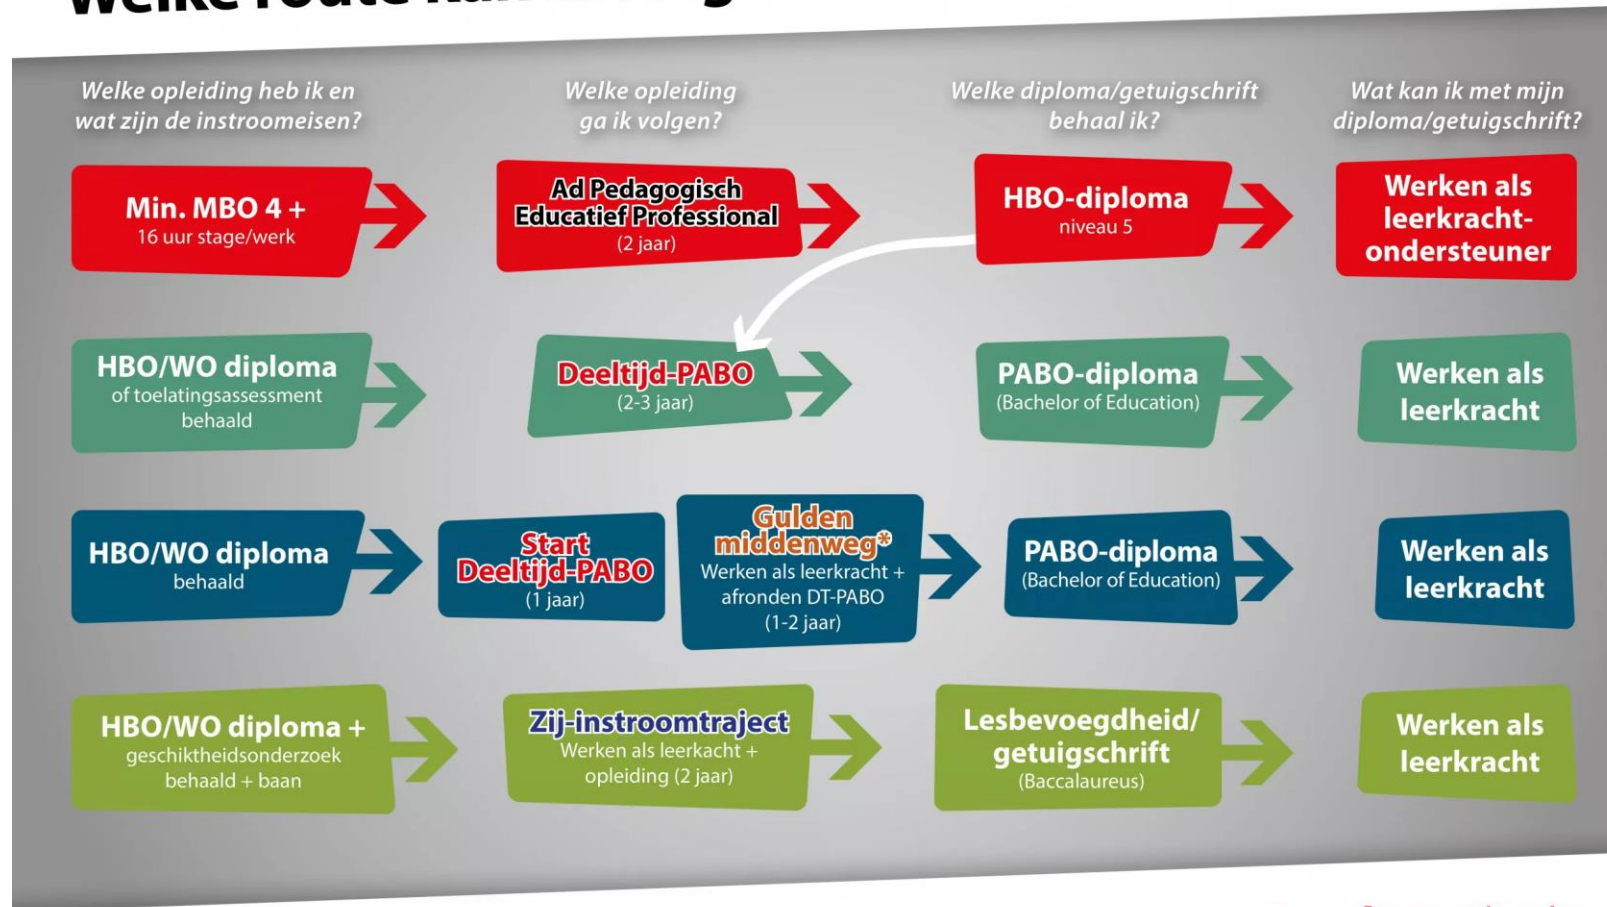 Welke opleiding heb ik en
wat zijn de instroomeisen?
Welke opleiding
ga ik volgen?
Welke diploma/getuigschrift
behaal ik?
Wat kan ik met mijn
diploma/getuigschrift?
Min. MBO 4 +
16 uur stage/werk
Ad Pedagogisch
Educatief Professional
(2 jaar)
HBO-diploma
niveau 5
Werken als
leerkracht-
ondersteuner
HBO/WO diploma
of toelatingsassessment
behaald
Deeltijd-PABO
(2-3 jaar)
PABO-diploma
(Bachelor of Education)
Werken als
leerkracht
HBO/WO diploma
behaald
Start
Deeltijd-PABO
(1 jaar)
Gulden
middenweg*
Werken als leerkracht +
afronden DT-PABO
(1-2 jaar)
PABO-diploma
(Bachelor of Education)
Werken als
leerkracht
HBO/WO diploma +
geschiktheidsonderzoek
behaald + baan
Zij-instroomtraject
Werken als leerkacht +
opleiding (2 jaar)
Lesbevoegdheid/
getuigschrift
(Baccalaureus)
Werken als
leerkracht